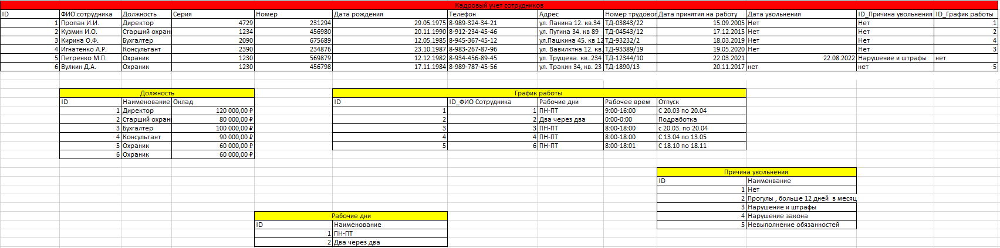 Кадровый учет сотрудников
ID ФИО сотрудника Должность Серия Номер Дата рождения Телефон Адрес Номер трудовог Дата принятия на работу Дата увольнения ID_Причина увольнения ID_График работы
1 Пропан И.И. Директор 4729 231294 29.05.1975 8-989-324-34-21 ул. Панина 12. кв.34 ТД-03843/22 15.09.2005 Нет Нет 1
2 Кузмин И.О. Старший охран 1234 456980 20.11.1990 8-912-234-45-46 ул. Путина 34. кв 89 ТД-04543/12 17.12.2015 Нет Нет 2
3 Кирина О.Ф. Бухгалтер 2090 675689 12.05.1985 8-945-367-45-12 ул.Пашкина 45. кв 12 ТД-93232/2 18.03.2019 Нет Нет 4
4 Игнатенко А.Р. Консультант 2390 234876 23.10.1987 8-983-267-87-96 ул. Вавилктна 12. кв. ТД-93389/19 19.05.2020 Нет Нет 3
5 Петренко М.П. Охраник 1230 569879 12.12.1982 8-934-456-89-45 ул. Трущева. кв. 234 ТД-12344/10 22.03.2021 22.08.2022 Нарушение и штрафы нет
6 Вулкин Д.А. Охраник 1230 456798 17.11.1984 8-989-787-45-56 ул. Тракин 34, кв. 23 ТД-1890/13 20.11.2017 нет нет 5
Должность График работы
ID Наименование Оклад ID ID_ФИО Сотрудника Рабочие дни Рабочее врем Отпуск
1 Директор 120 000,00 ₽ 1 1 ПН-ПТ 9:00-16:00 С 20.03 по 20.04
2 Старший охран 80 000,00 ₽ 2 2 Два через два 0:00-0:00 Подработка
3 Бухгалтер 100 000,00 ₽ 3 3 ПН-ПТ 8:00-18:00 с 20.03. по 20.04
4 Консультант 90 000,00 ₽ 4 4 ПН-ПТ 8:00-18:00 С 13.04 по 13.05
5 Охраник 60 000,00 ₽ 5 6 ПН-ПТ 8:00-18:01 С 18.10 по 18.11
6 Охраник 60 000,00 ₽
Причина увольнения
ID Наименвание
1 Нет
2 Прогулы , больше 12 дней в месяц
3 Нарушение и штрафы
4 Нарушение закона
5 Невыполение обязанностей
Рабочие дни
ID Наименование
1 ПН-ПТ
2 Два через два